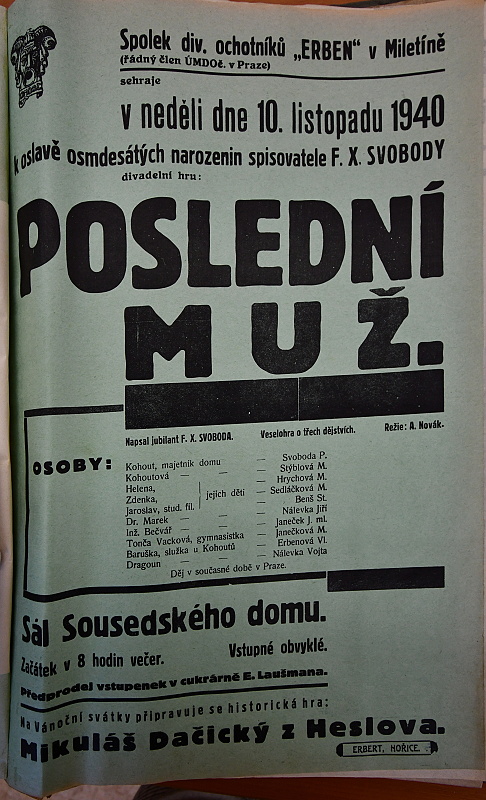 Spolek div. ochotníků „ERBEN" v Miletíně
(řádný člen ÚMDOč. v Praze)
sehraje
v neděli dne 10. listopadu 1940
k oslavě osmdesátých narozenin spisovatele F. X. SVOBODY
divadelní hru:
POSLEDNÍ
MUŽ.
Napsal jubilant F. X. SVOBODA. Veselohra o třech dějstvích. Režie: A. Novák.
OSOBY:
Kohout, majetník domu — Svoboda P.
Kohoutová — — — Stýblová M.
Helena, — Hrychová M.
Zdenka, jejich děti — Sedláčková M.
Jaroslav, stud. fil. — Beniš St.
Dr. Marek — — — Nálevka Jiří
Inž. Bečvář — — — Janeček J. ml.
Tonča Vacková, gymnasistka — Janečková M.
Baruška, služka u Kohoutů — Erbenová Vl.
Dragoun — — — Nálevka Vojta
Děj v současné době v Praze.
Sál Sousedského domu.
Začátek v 8 hodin večer. Vstupné obvyklé.
Předprodej vstupenek v cukrárně E. Laušmana.
Na Vánoční svátky připravuje se historická hra:
Mikuláš Dačický z Heslova.
ERBERT, HOŘICE.